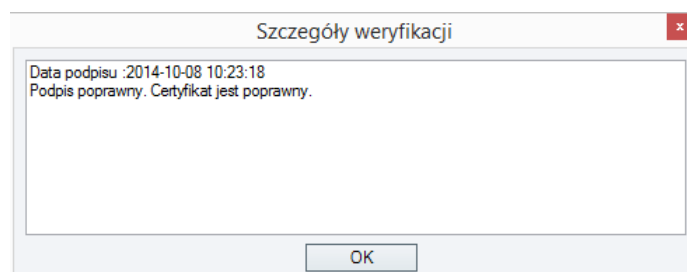 Szczegóły weryfikacji
x
Data podpisu :2014-10-08 10:23:18
Podpis poprawny. Certyfikat jest poprawny.
OK